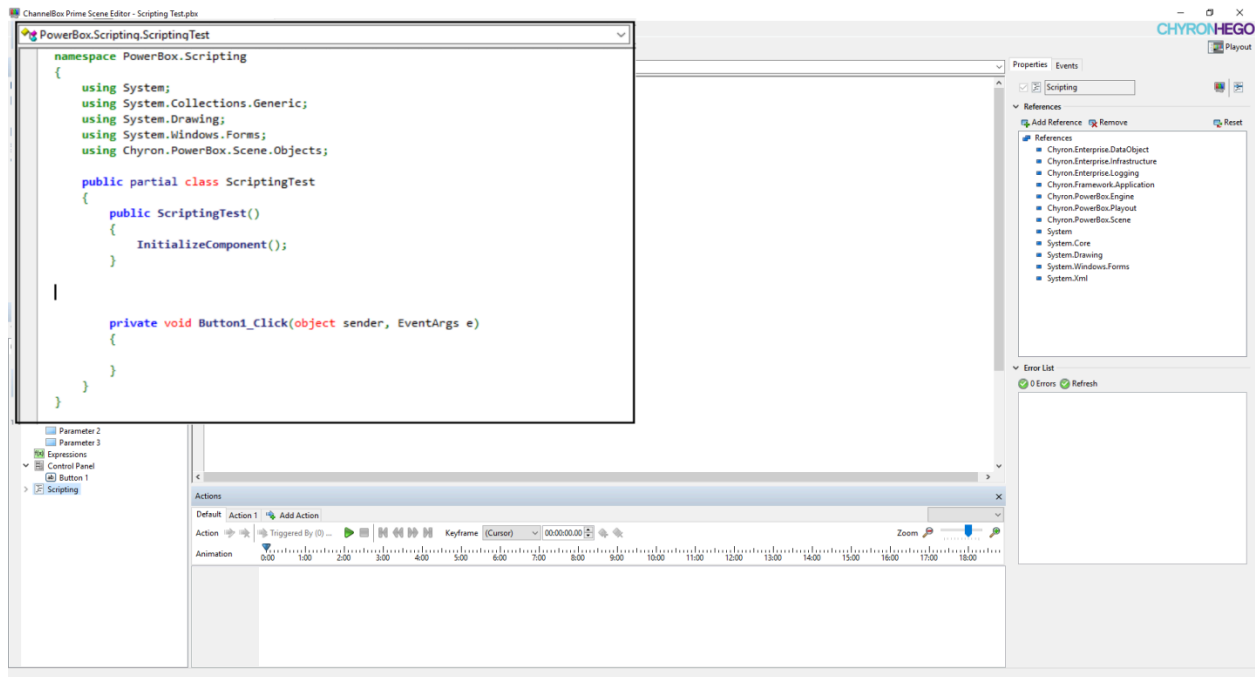 ChannelBox Prime Scene Editor - Scripting Test.pbx
CHYRONHEGO
Playout
PowerBox.Scripting.ScriptingTest
namespace PowerBox.Scripting
{
using System;
using System.Collections.Generic;
using System.Drawing;
using System.Windows.Forms;
using Chyron.PowerBox.Scene.Objects;
public partial class ScriptingTest
{
public ScriptingTest()
{
InitializeComponent();
}
private void Button1_Click(object sender, EventArgs e)
{
}
}
}
Properties Events
Scripting
References
Add Reference Remove Reset
References
Chyron.Enterprise.DataObject
Chyron.Enterprise.Infrastructure
Chyron.Enterprise.Logging
Chyron.Framework.Application
Chyron.PowerBox.Engine
Chyron.PowerBox.Playout
Chyron.PowerBox.Scene
System
System.Core
System.Drawing
System.Windows.Forms
System.Xml
Error List
0 Errors Refresh
Parameter 2
Parameter 3
Expressions
Control Panel
Button 1
Scripting
Actions
Default Action 1 Add Action
Action Triggered By (0) ... Keyframe (Cursor) 00:00:00.00 Zoom
Animation 0:00 1:00 2:00 3:00 4:00 5:00 6:00 7:00 8:00 9:00 10:00 11:00 12:00 13:00 14:00 15:00 16:00 17:00 18:00